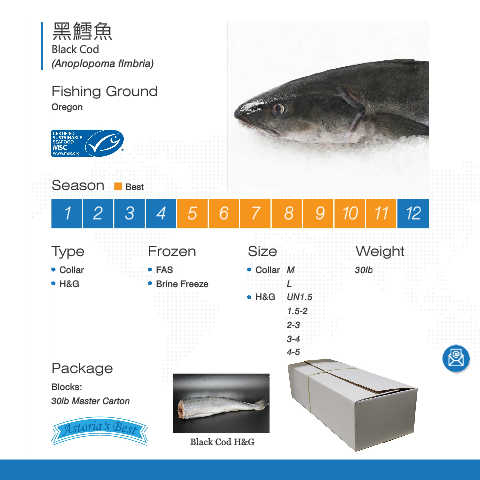 黑鱈魚
Black Cod
(Anoplopoma fimbria)
Fishing Ground
Oregon
CERTIFIED
SUSTAINABLE
SEAFOOD
MSC
www.msc.org
Season Best
1 2 3 4 5 6 7 8 9 10 11 12
Type Frozen Size Weight
Collar FAS Collar M 30lb
H&G Brine Freeze L
H&G UN1.5
1.5-2
2-3
3-4
4-5
Package
Blocks:
30lb Master Carton
Astoria's Best
Black Cod H&G